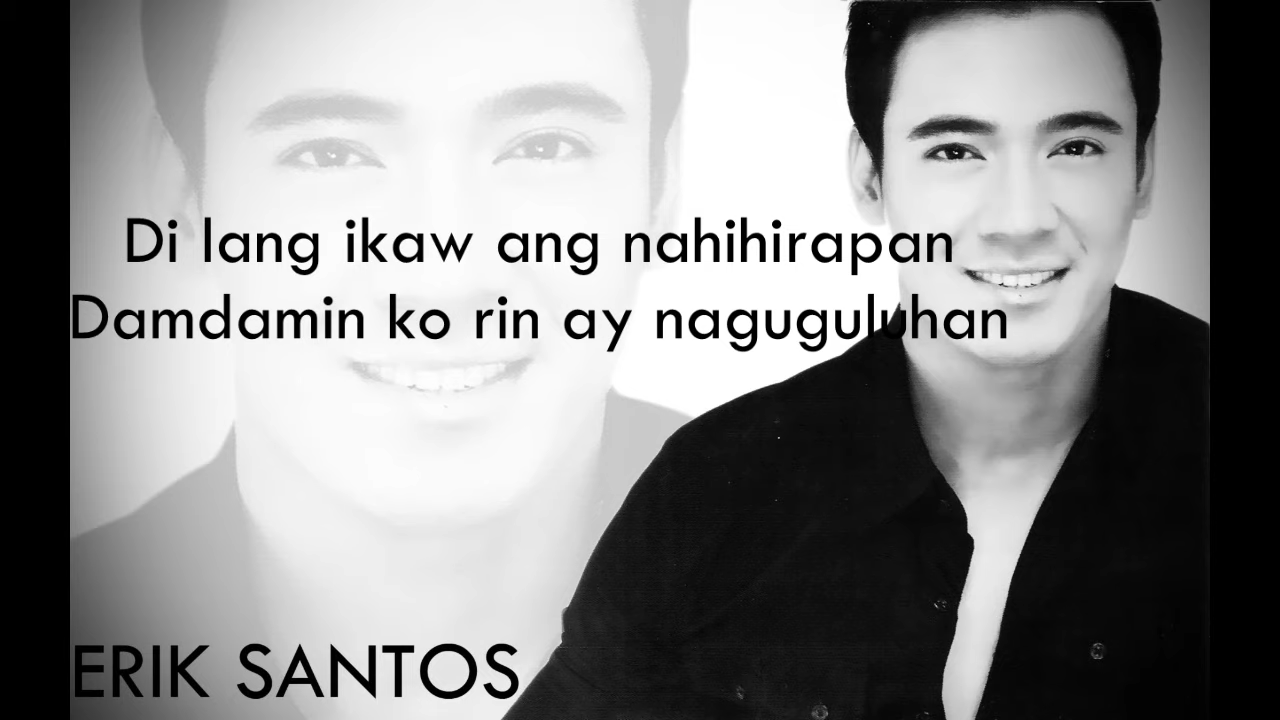 Di lang ikaw ang nahihirapan
Damdamin ko rin ay naguguluhan
ERIK SANTOS